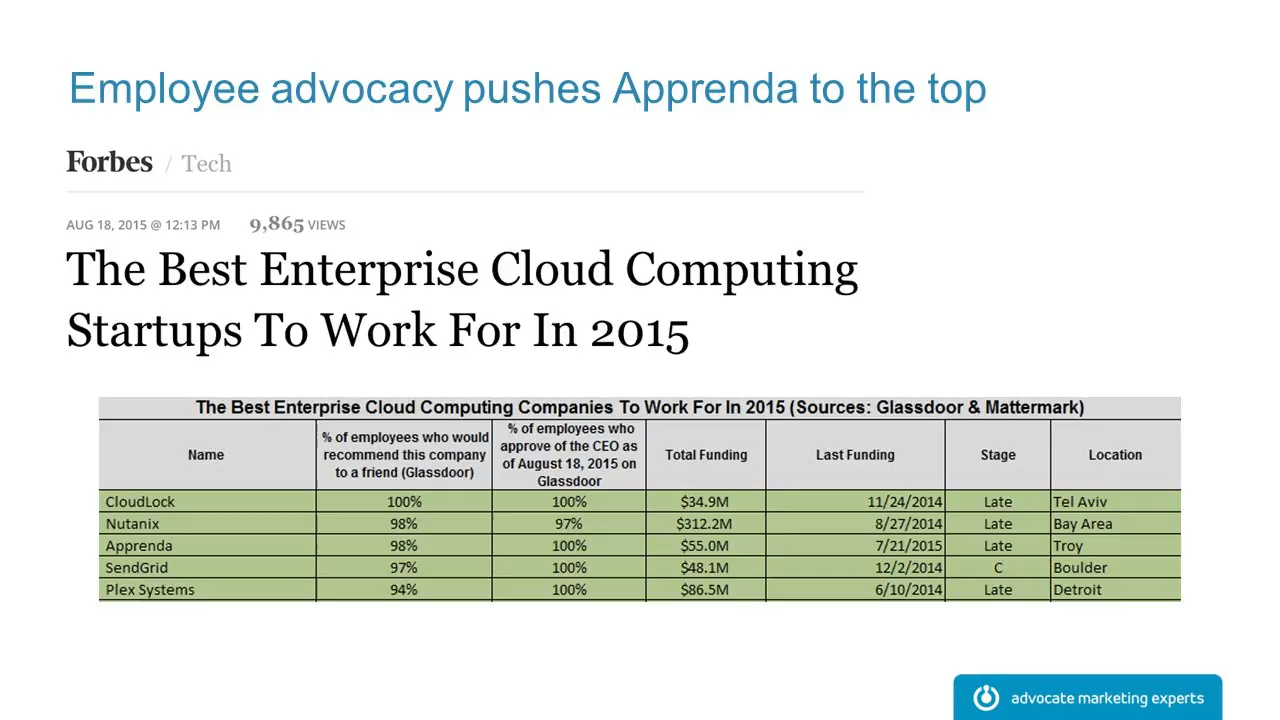 Employee advocacy pushes Apprenda to the top
Forbes / Tech
AUG 18, 2015 @ 12:13 PM 9,865 VIEWS
The Best Enterprise Cloud Computing
Startups To Work For In 2015
The Best Enterprise Cloud Computing Companies To Work For In 2015 (Sources: Glassdoor & Mattermark)
Name
% of employees who would
recommend this company
to a friend (Glassdoor)
% of employees who
approve of the CEO as
of August 18, 2015 on
Glassdoor
Total Funding
Last Funding
Stage
Location
CloudLock 100% 100% $34.9M 11/24/2014 Late Tel Aviv
Nutanix 98% 97% $312.2M 8/27/2014 Late Bay Area
Apprenda 98% 100% $55.0M 7/21/2015 Late Troy
SendGrid 97% 100% $48.1M 12/2/2014 C Boulder
Plex Systems 94% 100% $86.5M 6/10/2014 Late Detroit
advocate marketing experts